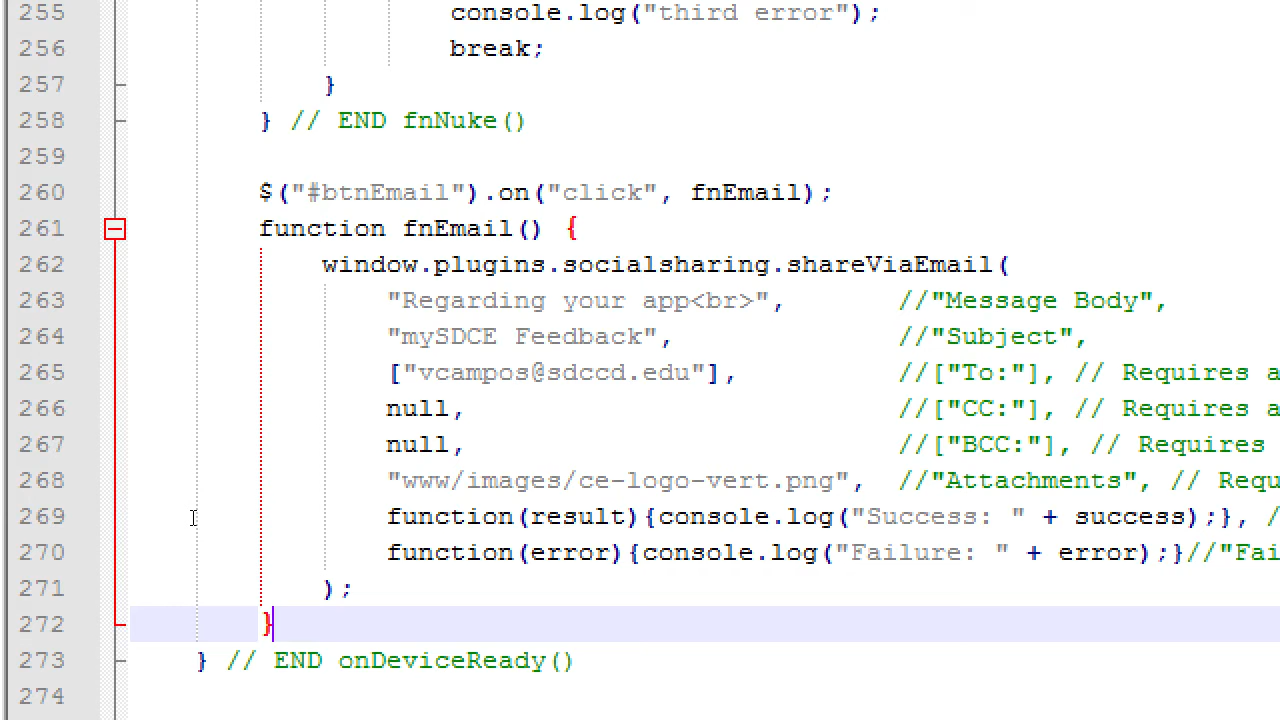 255 console.log("third error");
256 break;
257 }
258 } // END fnNuke()
259
260 $("#btnEmail").on("click", fnEmail);
261 function fnEmail() {
262 window.plugins.socialsharing.shareViaEmail(
263 "Regarding your app<br>", //"Message Body",
264 "mySDCE Feedback", //"Subject",
265 ["vcampos@sdccd.edu"], //["To:"], // Requires a
266 null, //["CC:"], // Requires a
267 null, //["BCC:"], // Requires
268 "www/images/ce-logo-vert.png", //"Attachments", // Requ
269 function(result){console.log("Success: " + success);}, /
270 function(error){console.log("Failure: " + error);}//"Fai
271 );
272 }
273 } // END onDeviceReady()
274